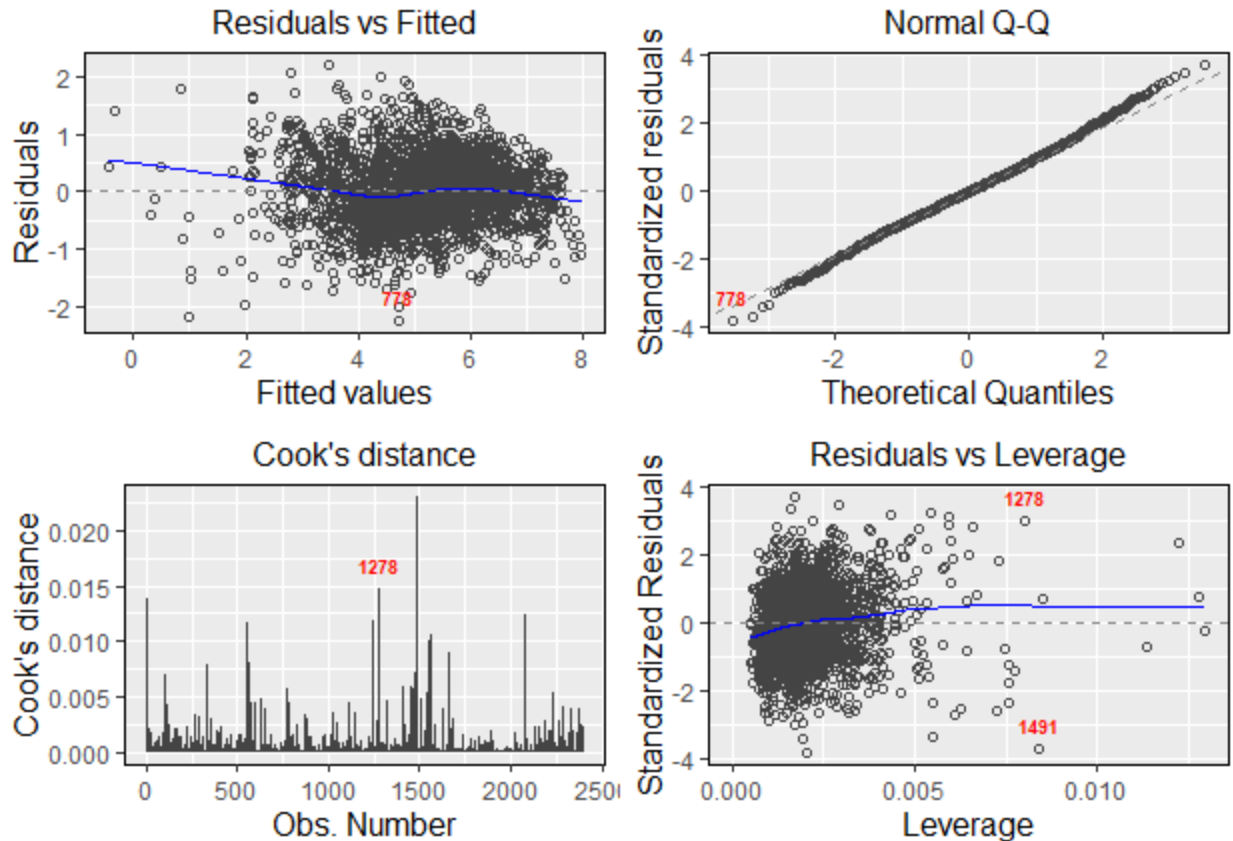 Residuals vs Fitted
Residuals
2
1
0
-1
-2
778
0 2 4 6 8
Fitted values
Normal Q-Q
Standardized residuals
4
2
0
-2
-4
778
-2 0 2
Theoretical Quantiles
Cook's distance
Cook's distance
0.020
0.015
0.010
0.005
0.000
1278
0 500 1000 1500 2000 250
Obs. Number
Residuals vs Leverage
Standardized Residuals
4
2
0
-2
-4
1278
1491
0.000 0.005 0.010
Leverage